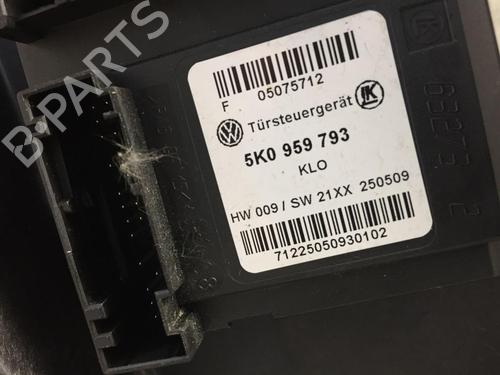 F 05075712
Türsteuergerät
5K0 959 793
KLO
HW 009 / SW 21XX 250509
71225050930102
B-PARTS